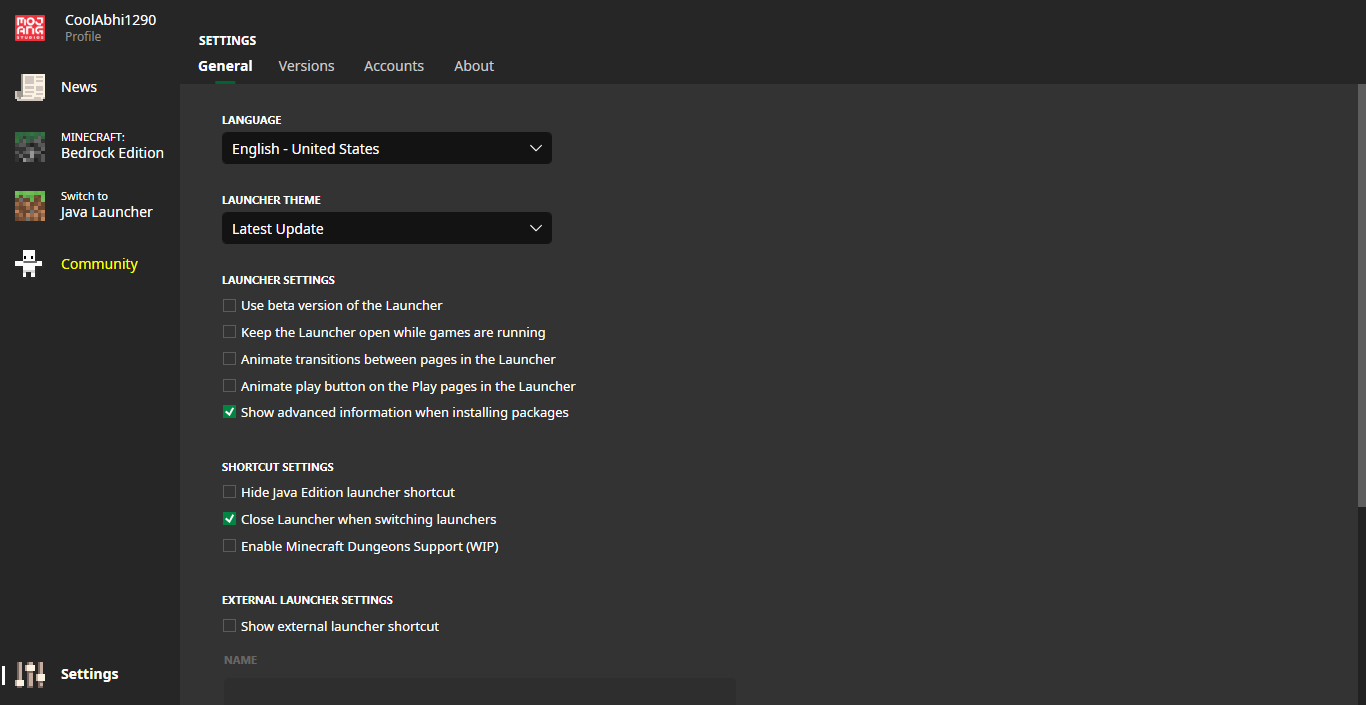 MOJ
ANG
STUDIOS
CoolAbhi1290
Profile
News
MINECRAFT:
Bedrock Edition
Switch to
Java Launcher
Community
Settings
SETTINGS
General Versions Accounts About
LANGUAGE
English - United States
LAUNCHER THEME
Latest Update
LAUNCHER SETTINGS
Use beta version of the Launcher
Keep the Launcher open while games are running
Animate transitions between pages in the Launcher
Animate play button on the Play pages in the Launcher
Show advanced information when installing packages
SHORTCUT SETTINGS
Hide Java Edition launcher shortcut
Close Launcher when switching launchers
Enable Minecraft Dungeons Support (WIP)
EXTERNAL LAUNCHER SETTINGS
Show external launcher shortcut
NAME